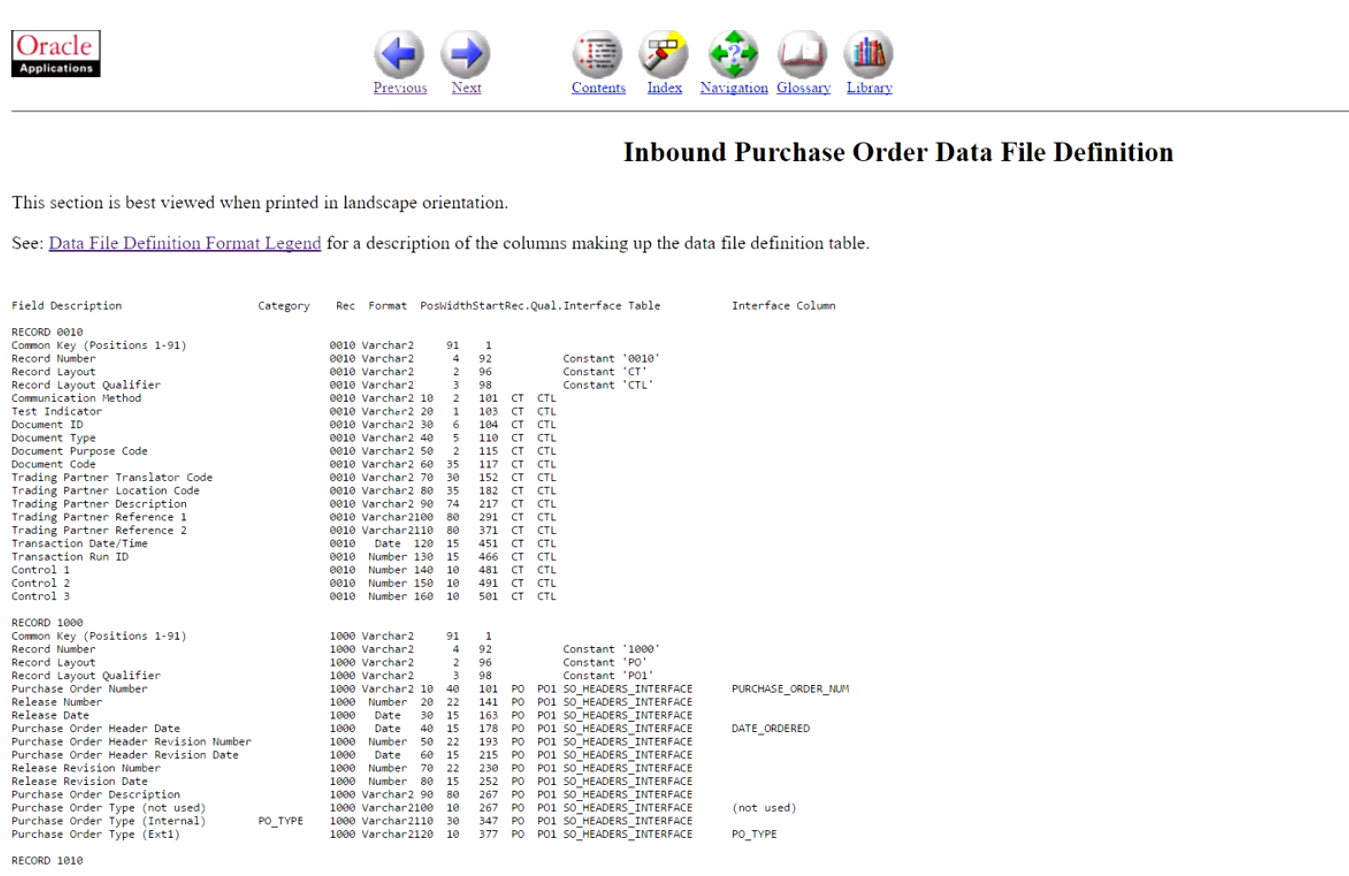 Oracle
Applications
Previous Next Contents Index Navigation Glossary Library
Inbound Purchase Order Data File Definition
This section is best viewed when printed in landscape orientation.
See: Data File Definition Format Legend for a description of the columns making up the data file definition table.
Field Description Category Rec Format PosWidthStartRec.Qual.Interface Table Interface Column
RECORD 0010
Common Key (Positions 1-91) 0010 Varchar2 91 1
Record Number 0010 Varchar2 4 92 Constant '0010'
Record Layout 0010 Varchar2 2 96 Constant 'CT'
Record Layout Qualifier 0010 Varchar2 3 98 Constant 'CTL'
Communication Method 0010 Varchar2 10 2 101 CT CTL
Test Indicator 0010 Varchar2 20 1 103 CT CTL
Document ID 0010 Varchar2 30 6 104 CT CTL
Document Type 0010 Varchar2 40 5 110 CT CTL
Document Purpose Code 0010 Varchar2 50 2 115 CT CTL
Document Code 0010 Varchar2 60 35 117 CT CTL
Trading Partner Translator Code 0010 Varchar2 70 30 152 CT CTL
Trading Partner Location Code 0010 Varchar2 80 35 182 CT CTL
Trading Partner Description 0010 Varchar2 90 74 217 CT CTL
Trading Partner Reference 1 0010 Varchar2100 80 291 CT CTL
Trading Partner Reference 2 0010 Varchar2110 80 371 CT CTL
Transaction Date/Time 0010 Date 120 15 451 CT CTL
Transaction Run ID 0010 Number 130 15 466 CT CTL
Control 1 0010 Number 140 10 481 CT CTL
Control 2 0010 Number 150 10 491 CT CTL
Control 3 0010 Number 160 10 501 CT CTL
RECORD 1000
Common Key (Positions 1-91) 1000 Varchar2 91 1
Record Number 1000 Varchar2 4 92 Constant '1000'
Record Layout 1000 Varchar2 2 96 Constant 'PO'
Record Layout Qualifier 1000 Varchar2 3 98 Constant 'PO1'
Purchase Order Number 1000 Varchar2 10 40 101 PO PO1 SO_HEADERS_INTERFACE PURCHASE_ORDER_NUM
Release Number 1000 Number 20 22 141 PO PO1 SO_HEADERS_INTERFACE
Release Date 1000 Date 30 15 163 PO PO1 SO_HEADERS_INTERFACE
Purchase Order Header Date 1000 Date 40 15 178 PO PO1 SO_HEADERS_INTERFACE DATE_ORDERED
Purchase Order Header Revision Number 1000 Number 50 22 193 PO PO1 SO_HEADERS_INTERFACE
Purchase Order Header Revision Date 1000 Date 60 15 215 PO PO1 SO_HEADERS_INTERFACE
Release Revision Number 1000 Number 70 22 230 PO PO1 SO_HEADERS_INTERFACE
Release Revision Date 1000 Number 80 15 252 PO PO1 SO_HEADERS_INTERFACE
Purchase Order Description 1000 Varchar2 90 80 267 PO PO1 SO_HEADERS_INTERFACE
Purchase Order Type (not used) 1000 Varchar2100 10 267 PO PO1 SO_HEADERS_INTERFACE (not used)
Purchase Order Type (Internal) PO_TYPE 1000 Varchar2110 30 347 PO PO1 SO_HEADERS_INTERFACE
Purchase Order Type (Ext1) 1000 Varchar2120 10 377 PO PO1 SO_HEADERS_INTERFACE PO_TYPE
RECORD 1010